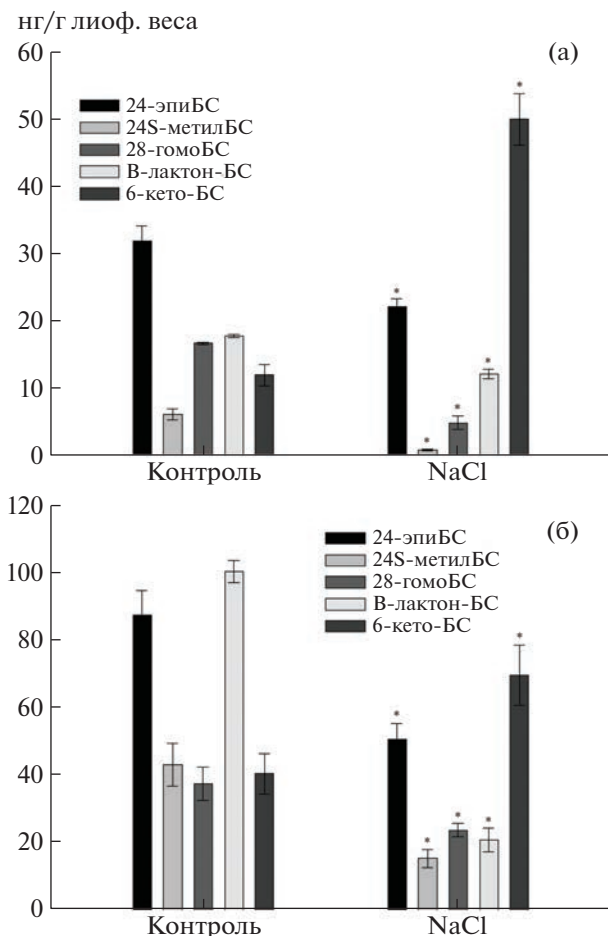 нг/г лиоф. веса
60
(а)
24-эпиБС
50
24S-метилБС
28-гомоБС
В-лактон-БС
40
6-кето-БС
30
20
10
0
Контроль
NaCl
120
(б)
24-эпиБС
24S-метилБС
100
28-гомоБС
В-лактон-БС
6-кето-БС
80
60
40
20
0
Контроль
NaCl